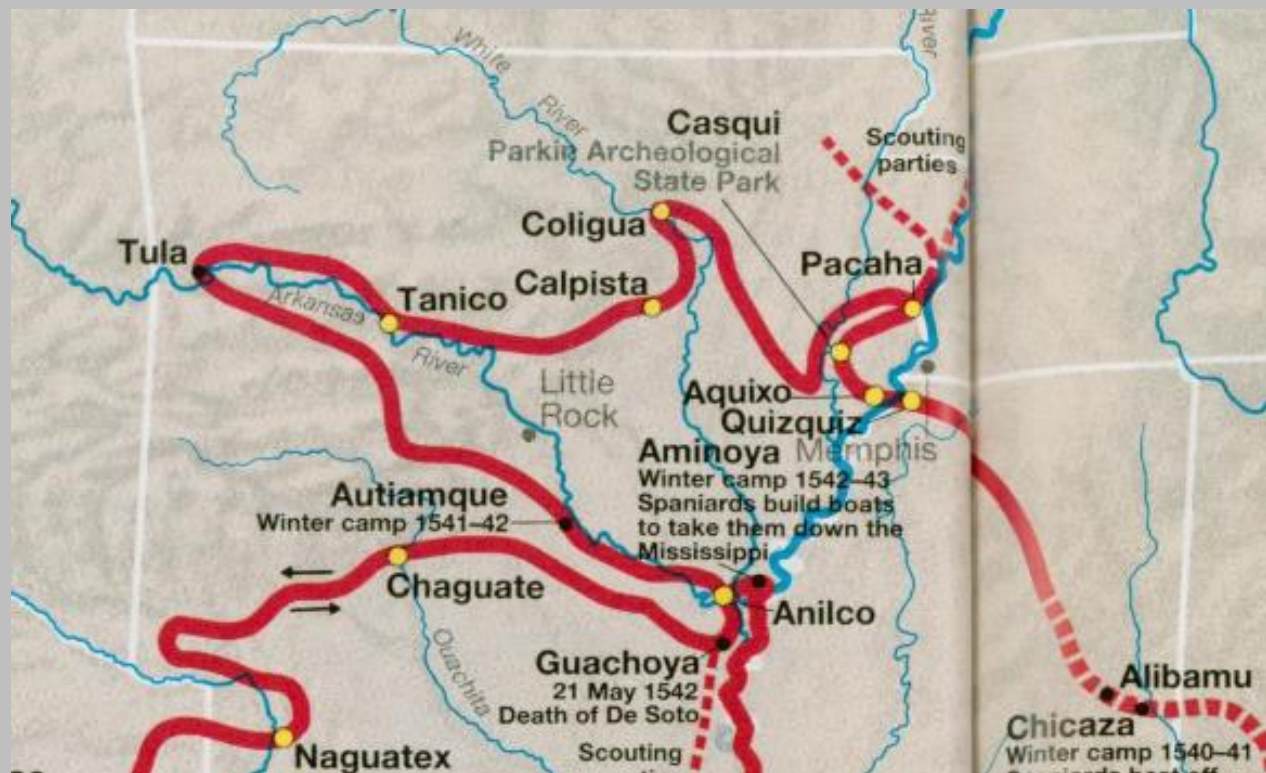 White
River
River
Casqui
Parkin Archeological
State Park
Scouting
parties
Coligua
Tula
Pacaha
Calpista
Tanico
Arkansas
River
Little
Rock
Aquixo
Quizquiz
Memphis
Aminoya
Winter camp 1542–43
Spaniards build boats
to take them down the
Mississippi
Autiamque
Winter camp 1541–42
Chaguate
Anilco
Ouachita
Guachoya
21 May 1542
Death of De Soto
Scouting
Alibamu
Chicaza
Winter camp 1540–41
Naguatex